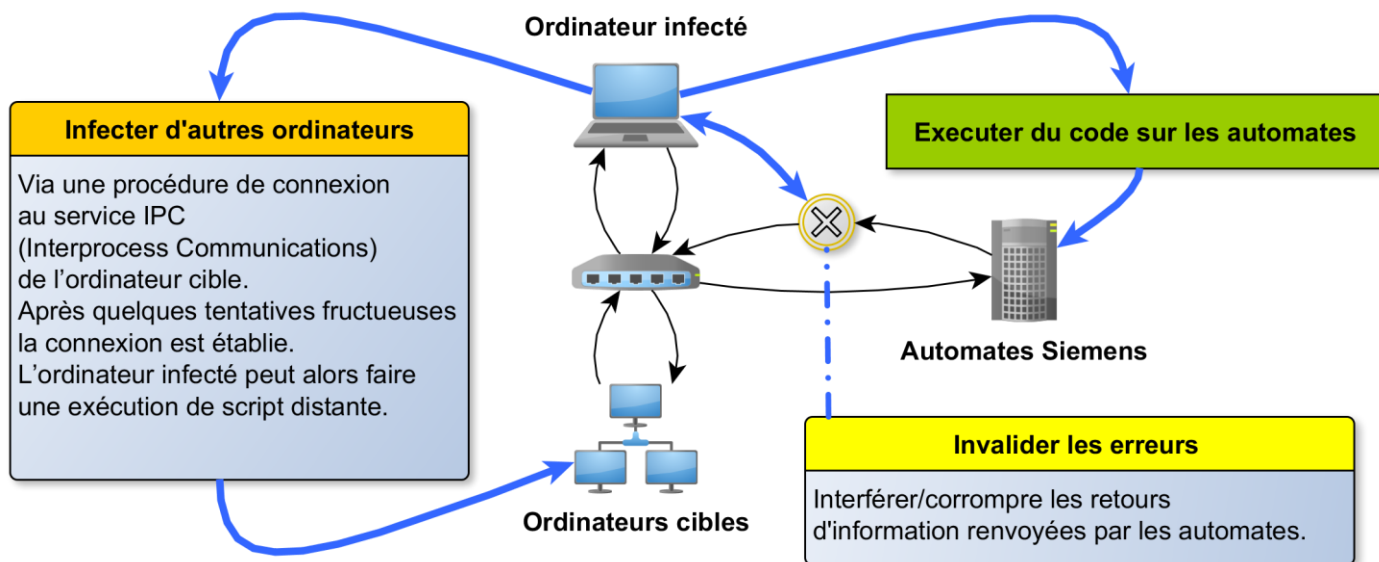 Ordinateur infecté
Infecter d'autres ordinateurs
Via une procédure de connexion
au service IPC
(Interprocess Communications)
de l’ordinateur cible.
Après quelques tentatives fructueuses
la connexion est établie.
L’ordinateur infecté peut alors faire
une exécution de script distante.
Executer du code sur les automates
Automates Siemens
Ordinateurs cibles
Invalider les erreurs
Interférer/corrompre les retours
d'information renvoyées par les automates.